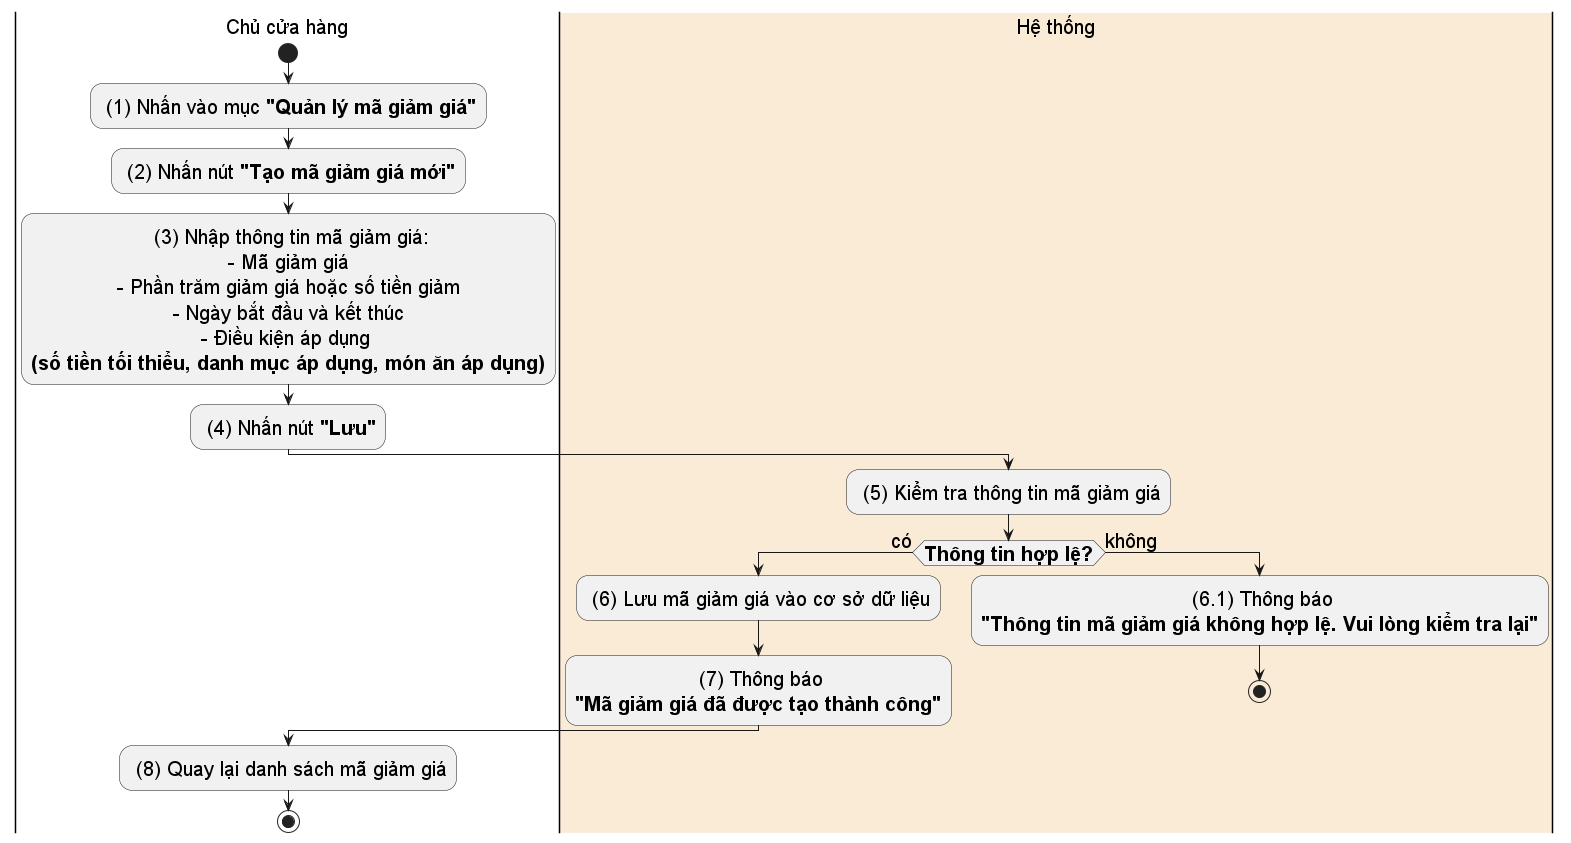 Chủ cửa hàng
Hệ thống
(1) Nhấn vào mục "Quản lý mã giảm giá"
(2) Nhấn nút "Tạo mã giảm giá mới"
(3) Nhập thông tin mã giảm giá:
- Mã giảm giá
- Phần trăm giảm giá hoặc số tiền giảm
- Ngày bắt đầu và kết thúc
- Điều kiện áp dụng
(số tiền tối thiểu, danh mục áp dụng, món ăn áp dụng)
(4) Nhấn nút "Lưu"
(5) Kiểm tra thông tin mã giảm giá
có
Thông tin hợp lệ?
không
(6) Lưu mã giảm giá vào cơ sở dữ liệu
(6.1) Thông báo
"Thông tin mã giảm giá không hợp lệ. Vui lòng kiểm tra lại"
(7) Thông báo
"Mã giảm giá đã được tạo thành công"
(8) Quay lại danh sách mã giảm giá